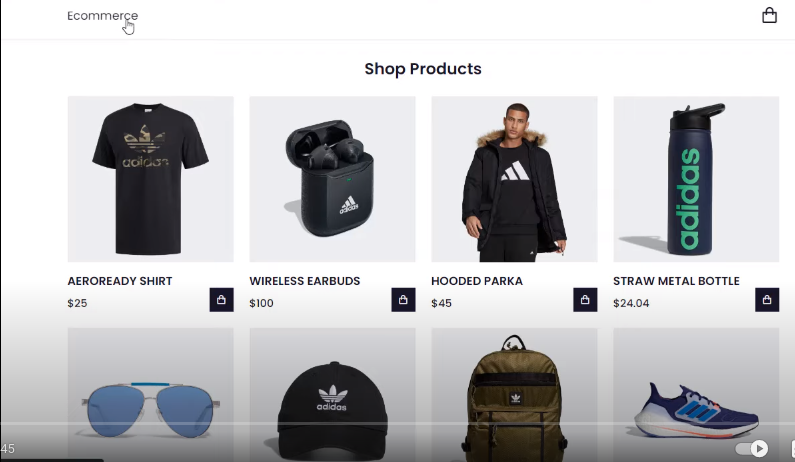 Ecommerce
Shop Products
adidas
adidas
adidas
AEROREADY SHIRT
WIRELESS EARBUDS
HOODED PARKA
STRAW METAL BOTTLE
$25
$100
$45
$24.04
adidas
45